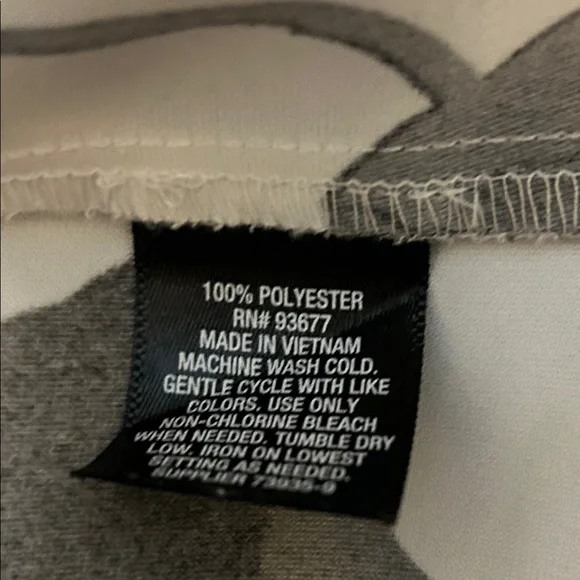 100% POLYESTER
RN# 93677
MADE IN VIETNAM
MACHINE WASH COLD.
GENTLE CYCLE WITH LIKE
COLORS. USE ONLY
NON-CHLORINE BLEACH
WHEN NEEDED. TUMBLE DRY
LOW. IRON ON LOWEST
SETTING AS NEEDED.
SUPPLIER 73935-9